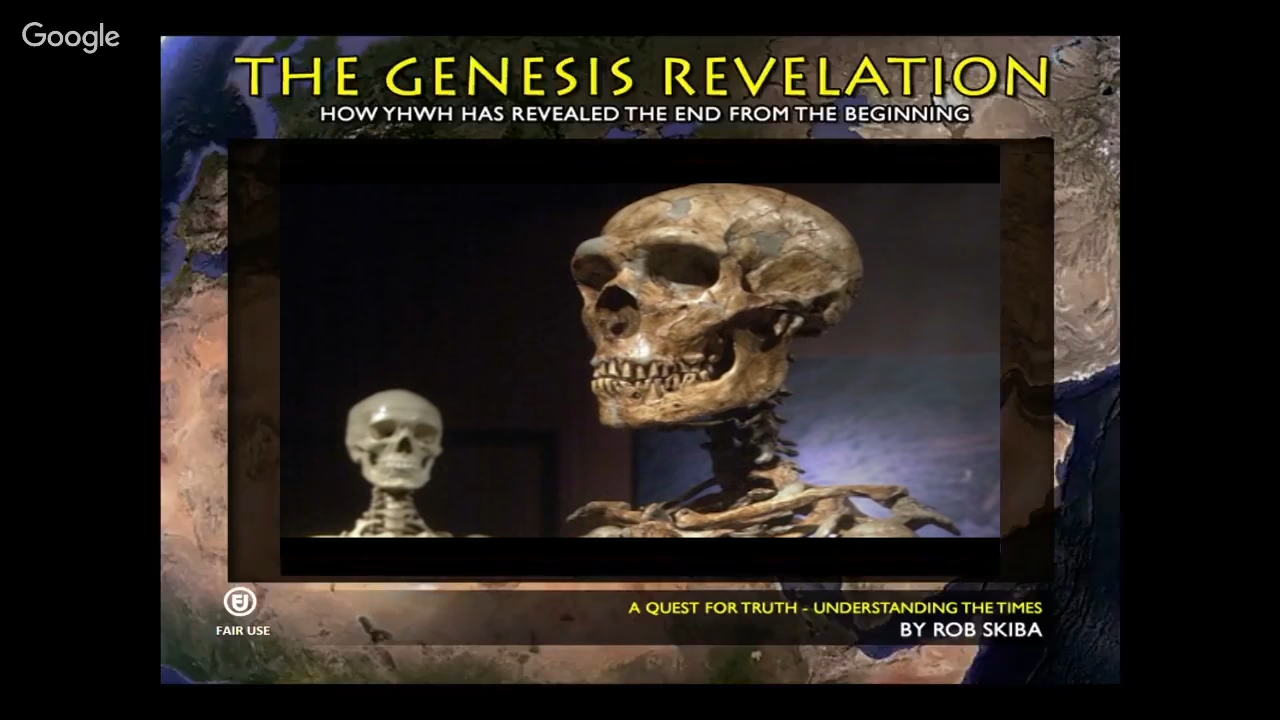 Google
THE GENESIS REVELATION
HOW YHWH HAS REVEALED THE END FROM THE BEGINNING
FJ
FAIR USE
A QUEST FOR TRUTH - UNDERSTANDING THE TIMES
BY ROB SKIBA